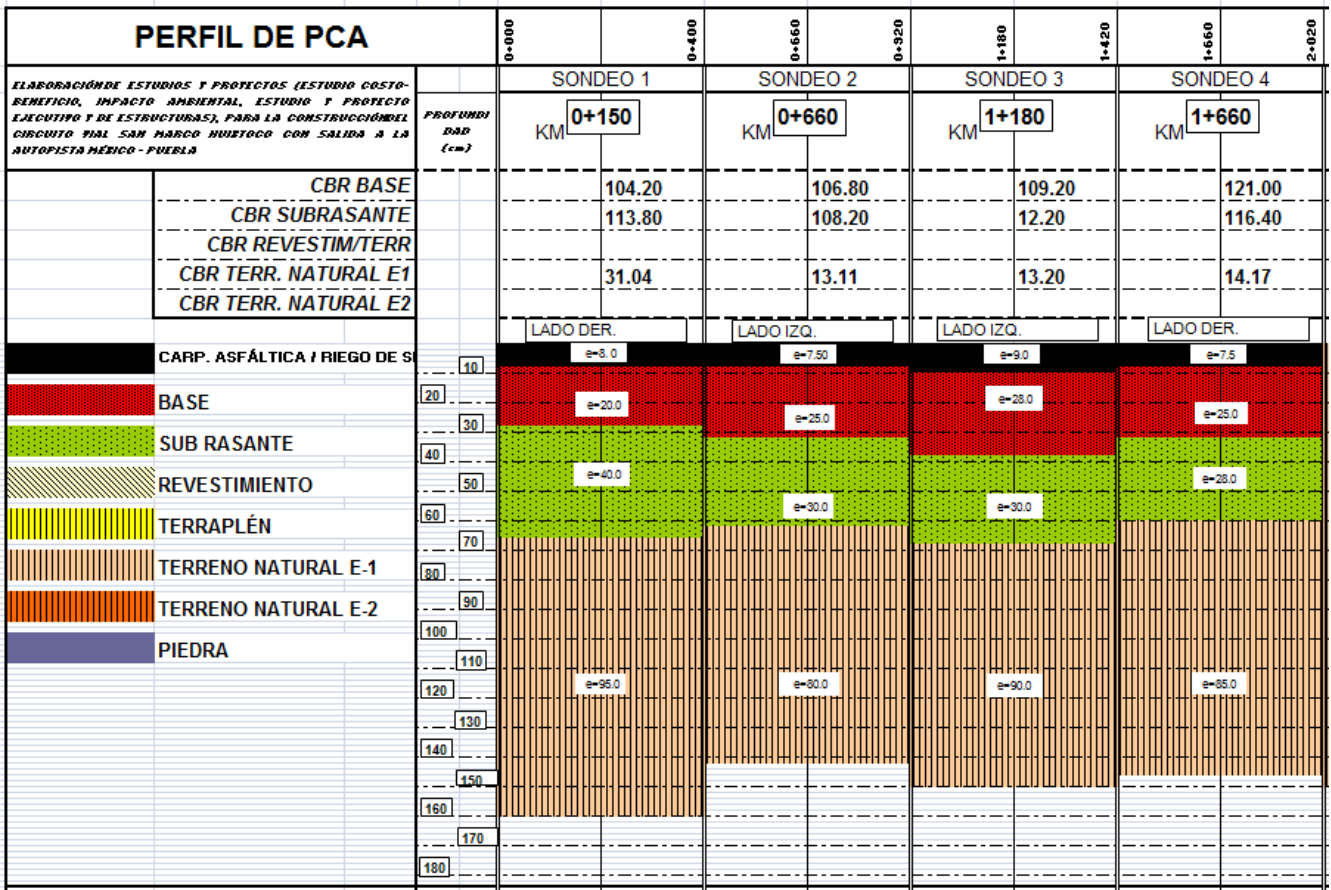 PERFIL DE PCA
0+000 0+400 0+660 0+920 1+180 1+420 1+660 2+020
ELABORACIÓNDE ESTUDIOS Y PROYECTOS (ESTUDIO COSTO-
BENEFICIO, IMPACTO AMBIENTAL, ESTUDIO Y PROYECTO
EJECUTIVO Y DE ESTRUCTURAS), PARA LA CONSTRUCCIÓNDEL
CIRCUITO VIAL SAN MARCO HUIXTOCO CON SALIDA A LA
AUTOPISTA MÉXICO - PUEBLA
PROFUNDI
DAD
(cm)
SONDEO 1 SONDEO 2 SONDEO 3 SONDEO 4
KM 0+150 KM 0+660 KM 1+180 KM 1+660
CBR BASE 104.20 106.80 109.20 121.00
CBR SUBRASANTE 113.80 108.20 12.20 116.40
CBR REVESTIM/TERR
CBR TERR. NATURAL E1 31.04 13.11 13.20 14.17
CBR TERR. NATURAL E2
LADO DER. LADO IZQ. LADO IZQ. LADO DER.
CARP. ASFÁLTICA / RIEGO DE S
BASE
SUB RASANTE
REVESTIMIENTO
TERRAPLÉN
TERRENO NATURAL E-1
TERRENO NATURAL E-2
PIEDRA
10
20
30
40
50
60
70
80
90
100
110
120
130
140
150
160
170
180
e=8.0 e=7.50 e=9.0 e=7.5
e=20.0 e=25.0 e=28.0 e=25.0
e=40.0 e=30.0 e=30.0 e=28.0
e=95.0 e=80.0 e=90.0 e=85.0